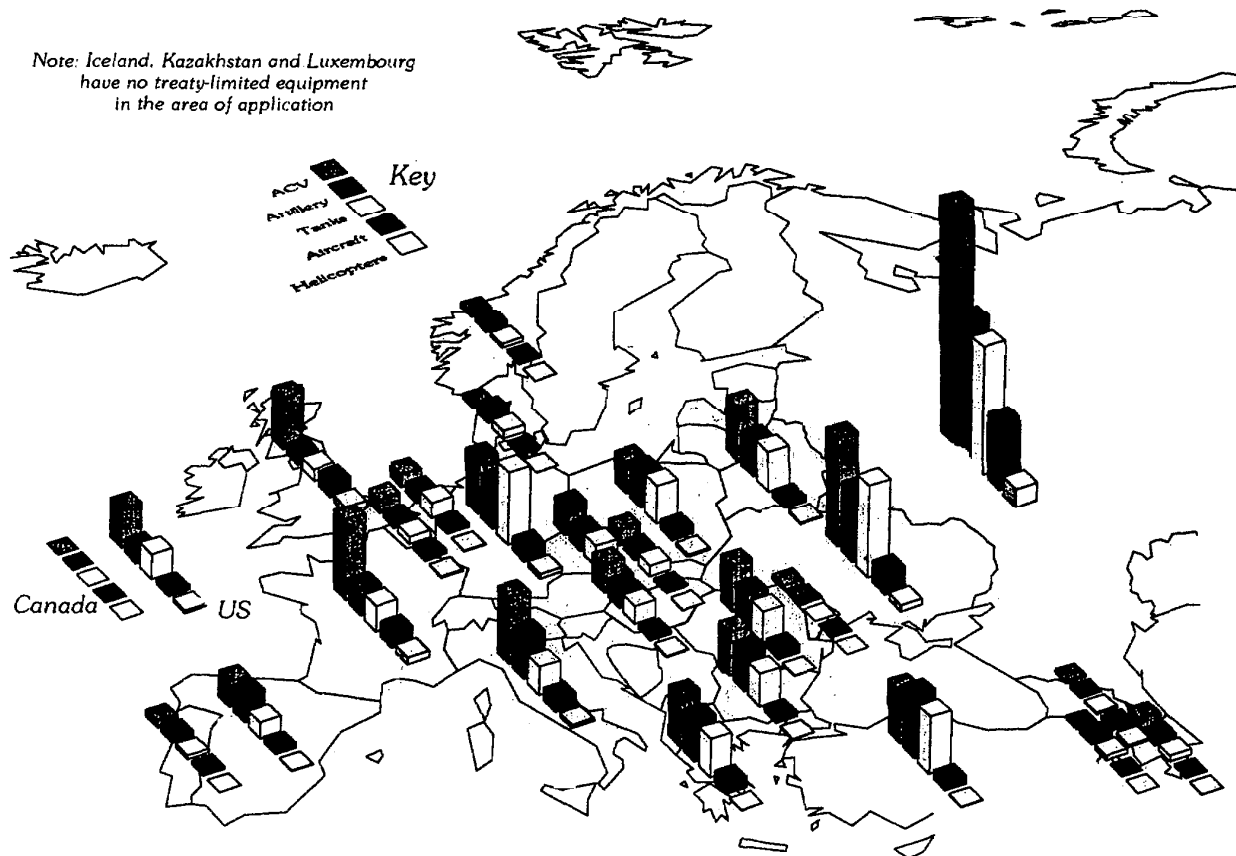 Note: Iceland, Kazakhstan and Luxembourg
have no treaty-limited equipment
in the area of application
Key
ACV
Artillery
Tanks
Aircraft
Helicopters
Canada
US